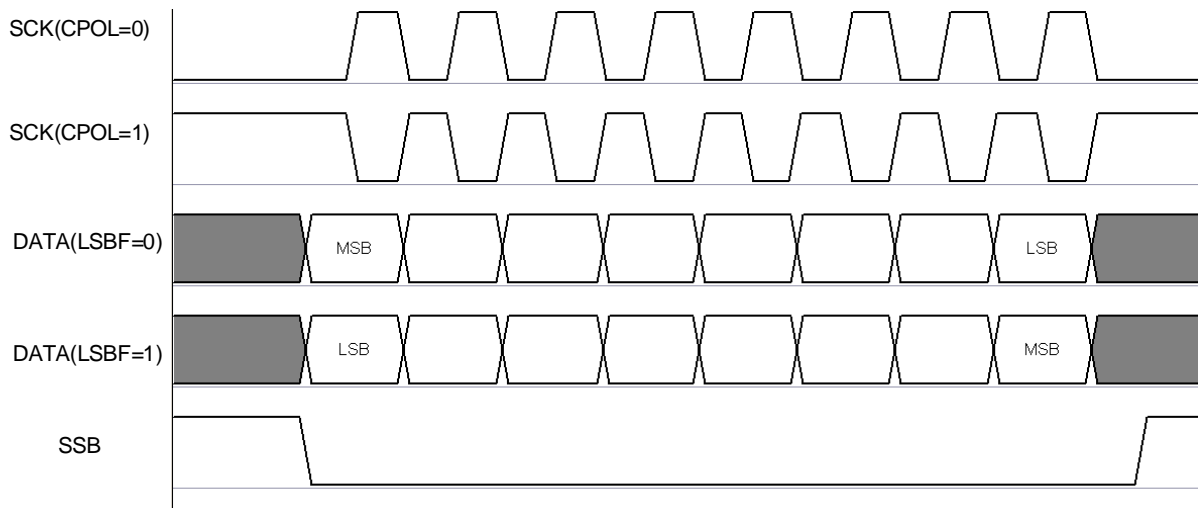 SCK(CPOL=0)
SCK(CPOL=1)
DATA(LSBF=0)
MSB
LSB
DATA(LSBF=1)
LSB
MSB
SSB